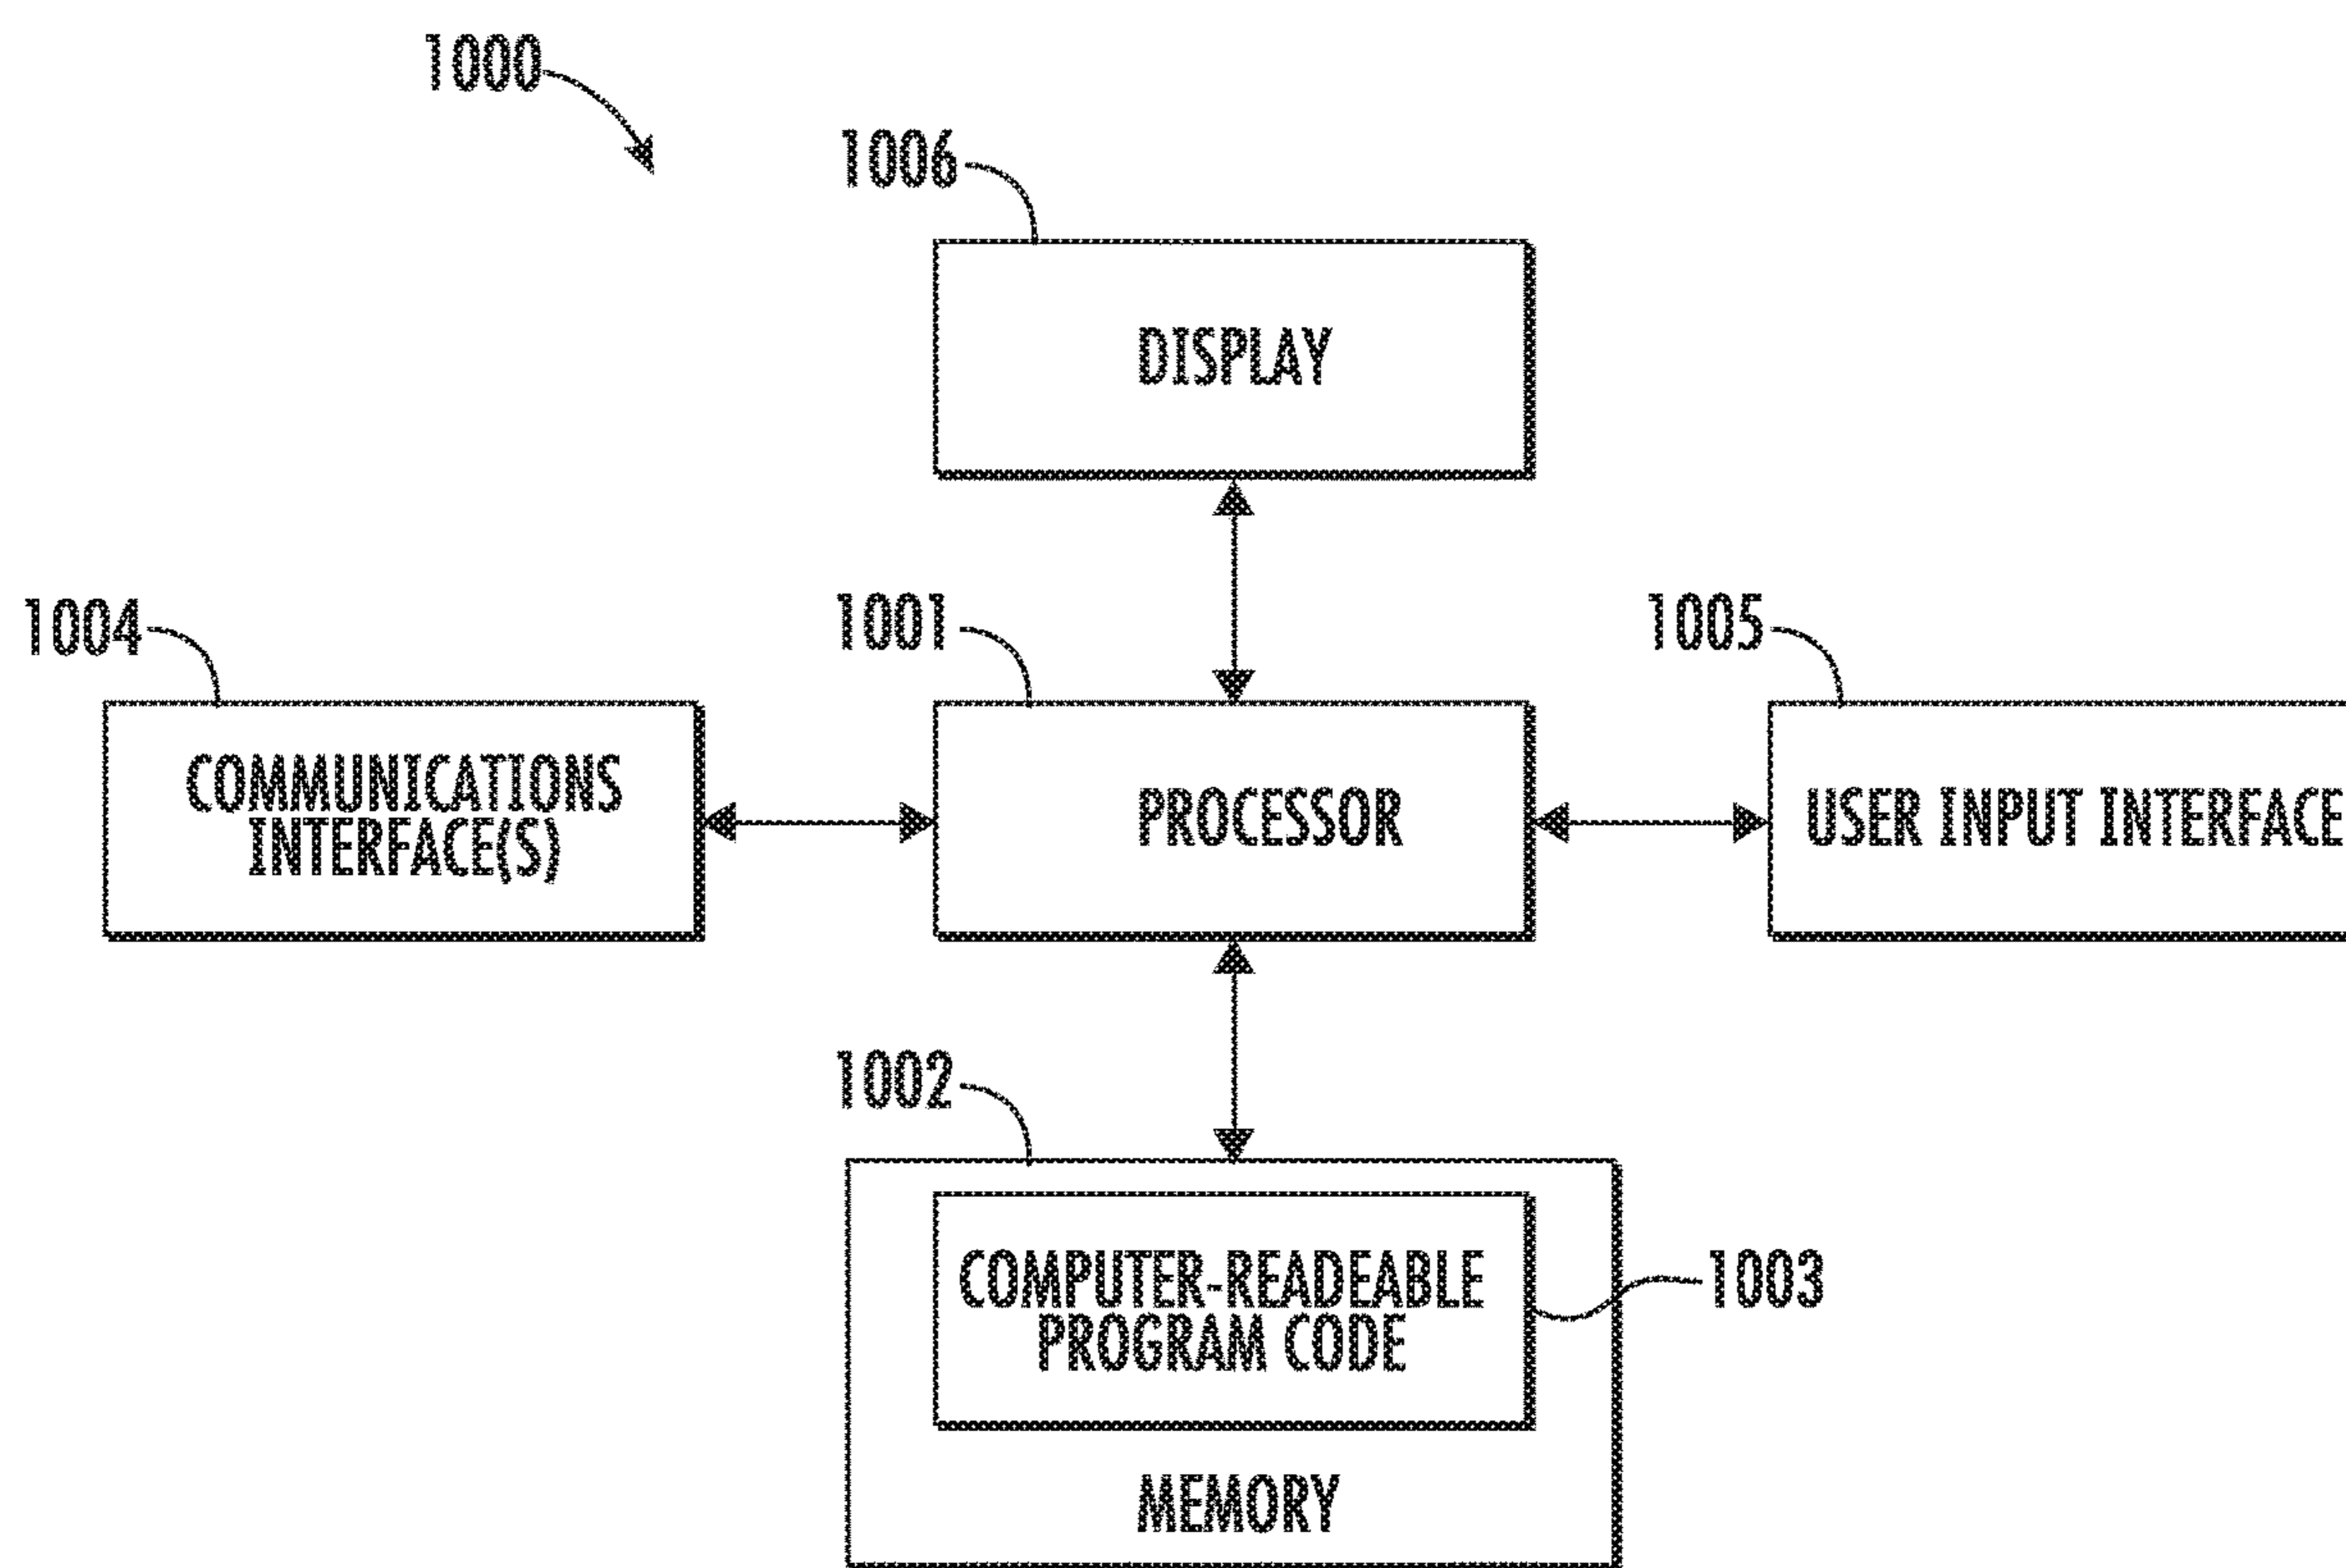 1000
1006
DISPLAY
1004
1001
1005
COMMUNICATIONS
INTERFACE(S)
PROCESSOR
USER INPUT INTERFACE
1002
COMPUTER-READEABLE
PROGRAM CODE
1003
MEMORY